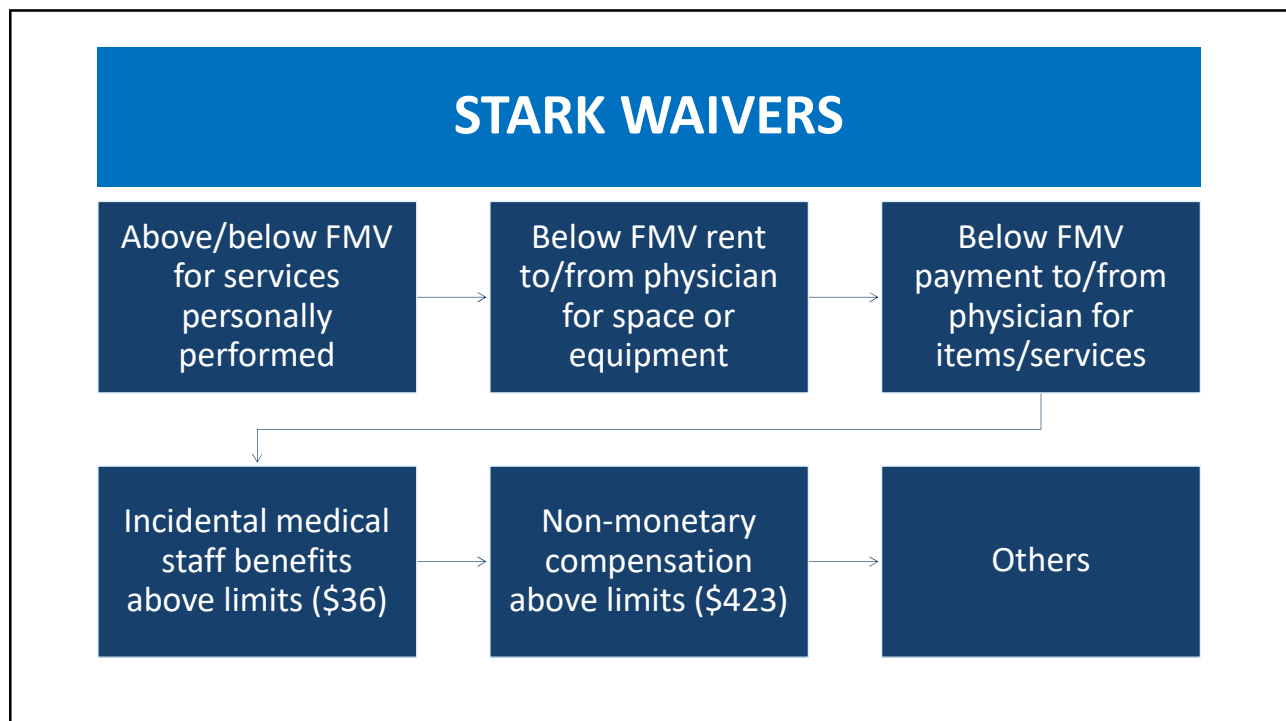 STARK WAIVERS
Above/below FMV
for services
personally
performed
Below FMV rent
to/from physician
for space or
equipment
Below FMV
payment to/from
physician for
items/services
Incidental medical
staff benefits
above limits ($36)
Non-monetary
compensation
above limits ($423)
Others